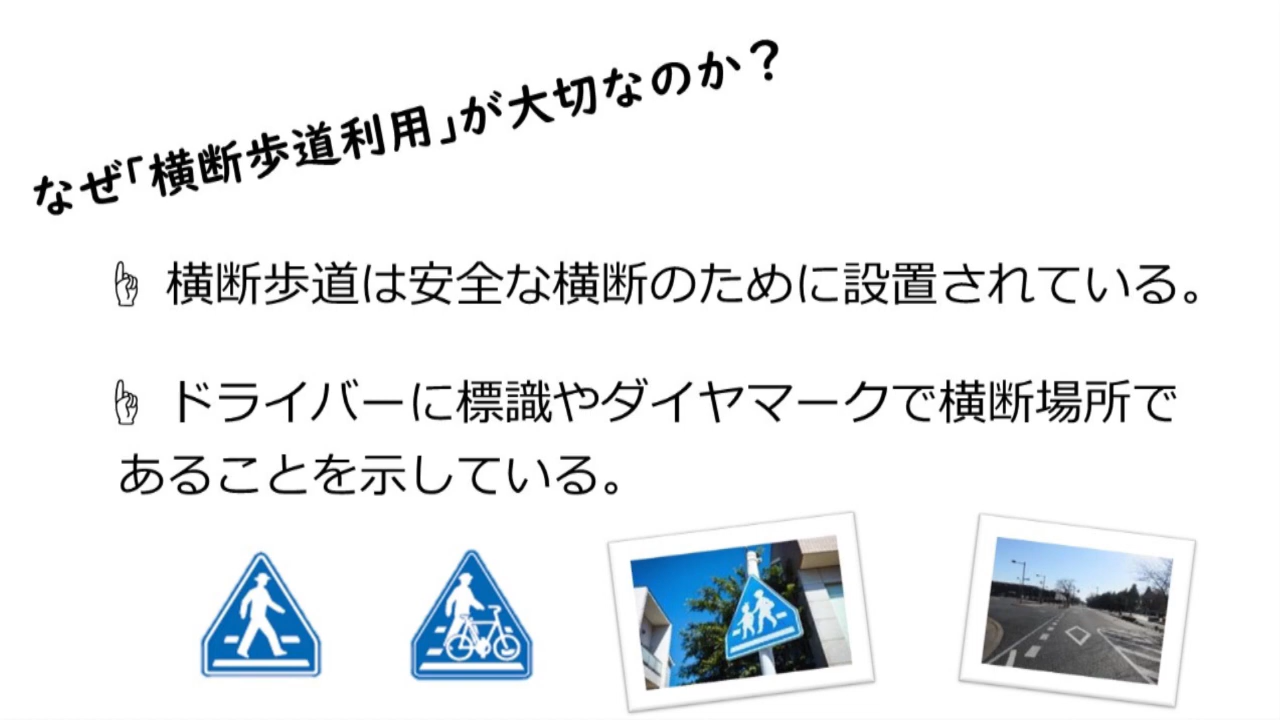 なぜ「横断歩道利用」が大切なのか？
☝ 横断歩道は安全な横断のために設置されている。
☝ ドライバーに標識やダイヤマークで横断場所で
あることを示している。